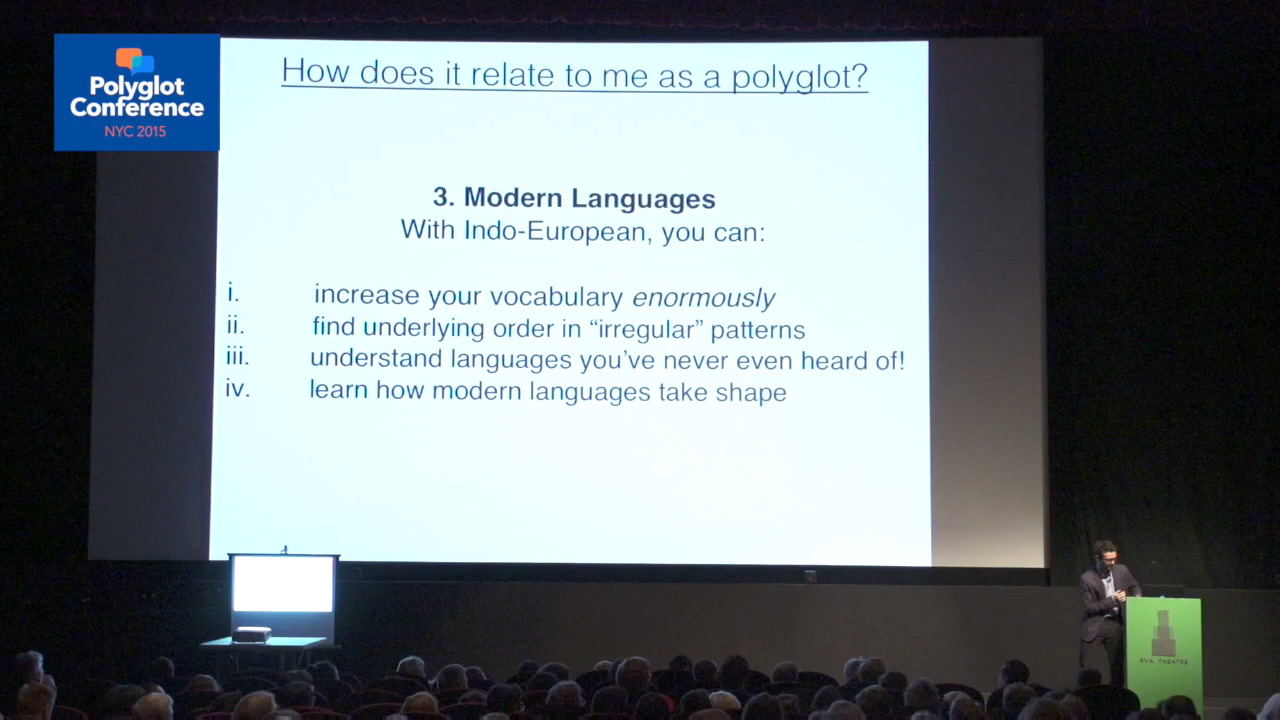 Polyglot
Conference
NYC 2015
How does it relate to me as a polyglot?
3. Modern Languages
With Indo-European, you can:
i. increase your vocabulary enormously
ii. find underlying order in “irregular” patterns
iii. understand languages you’ve never even heard of!
iv. learn how modern languages take shape
SVA THEATRE